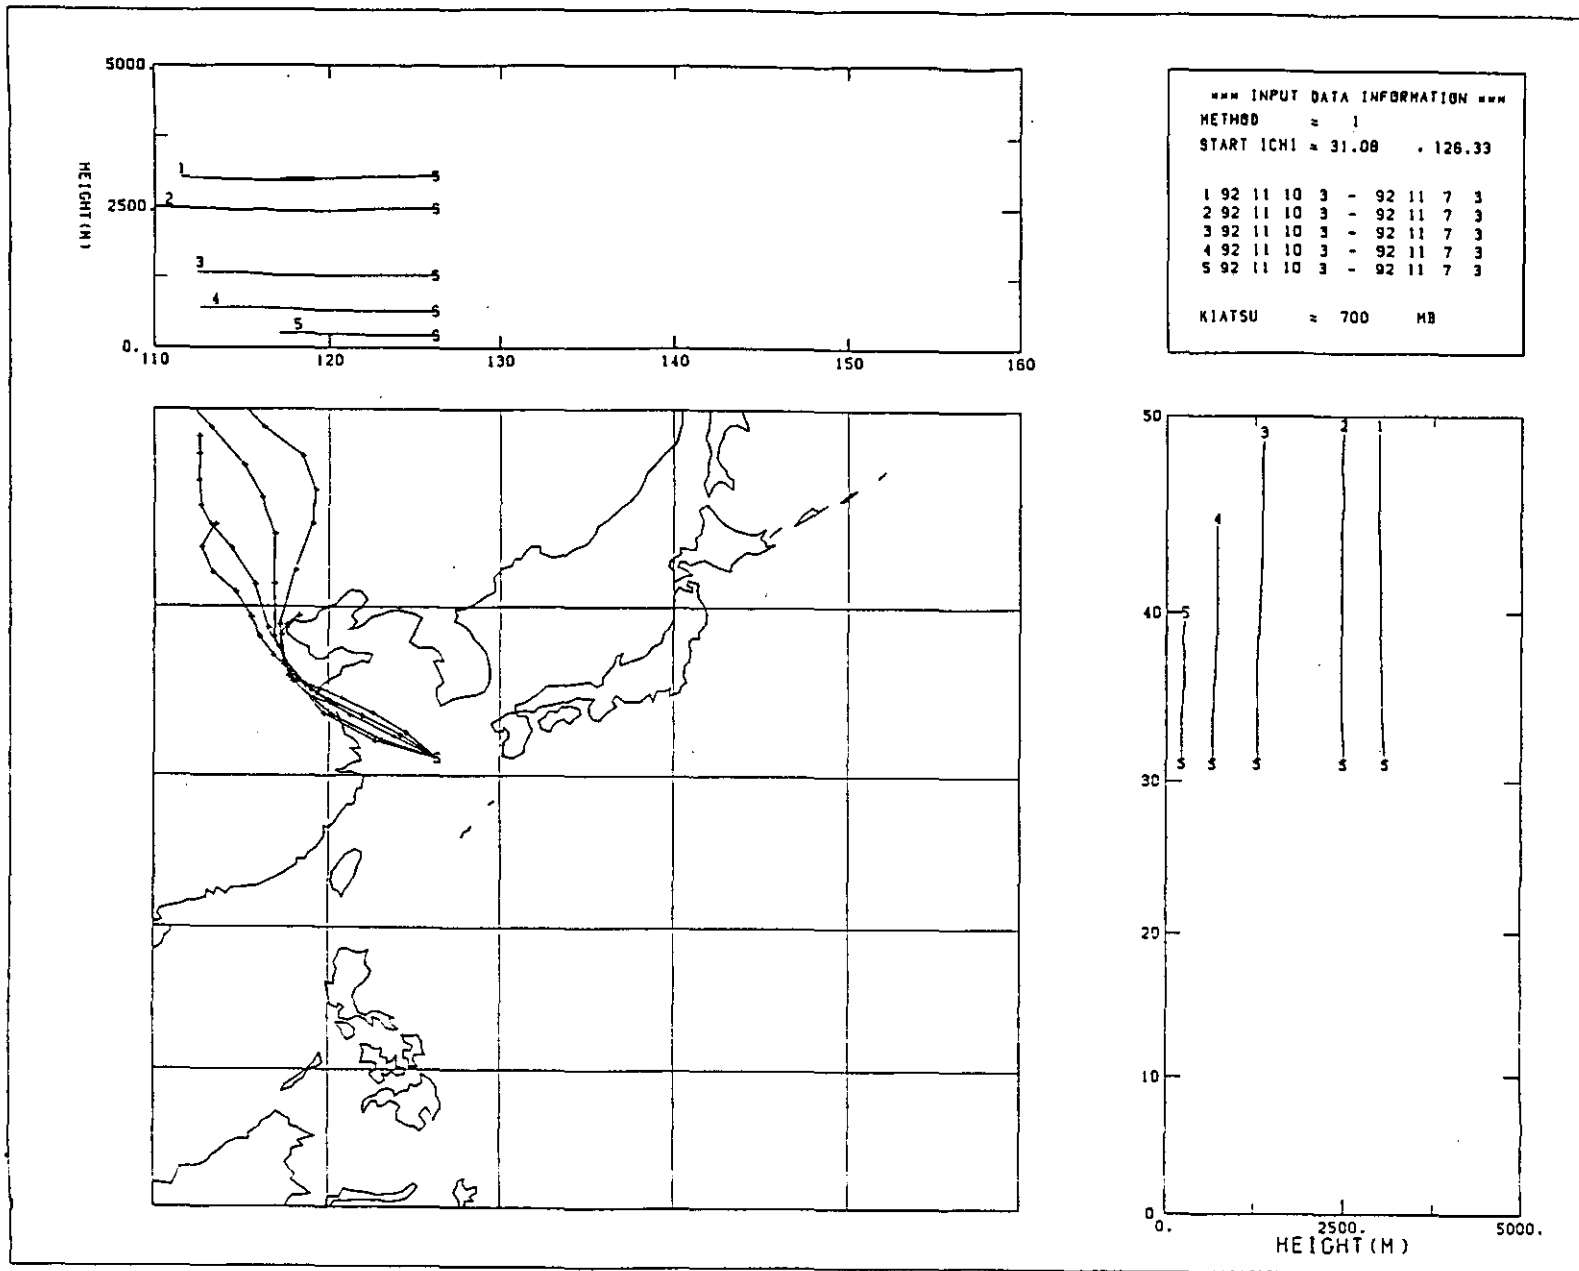 5000.
HEIGHT(M)
2500.
0.
1
2
3
4
5
S
S
S
S
S
110
120
130
140
150
160
*** INPUT DATA INFORMATION ***
METHOD = 1
START ICHI = 31.08 , 126.33
1 92 11 10 3 - 92 11 7 3
2 92 11 10 3 - 92 11 7 3
3 92 11 10 3 - 92 11 7 3
4 92 11 10 3 - 92 11 7 3
5 92 11 10 3 - 92 11 7 3
KIATSU = 700 MB
S
50
40
30
20
10
0
3
2
1
4
5
S
S
S
S
S
0.
2500.
5000.
HEIGHT(M)